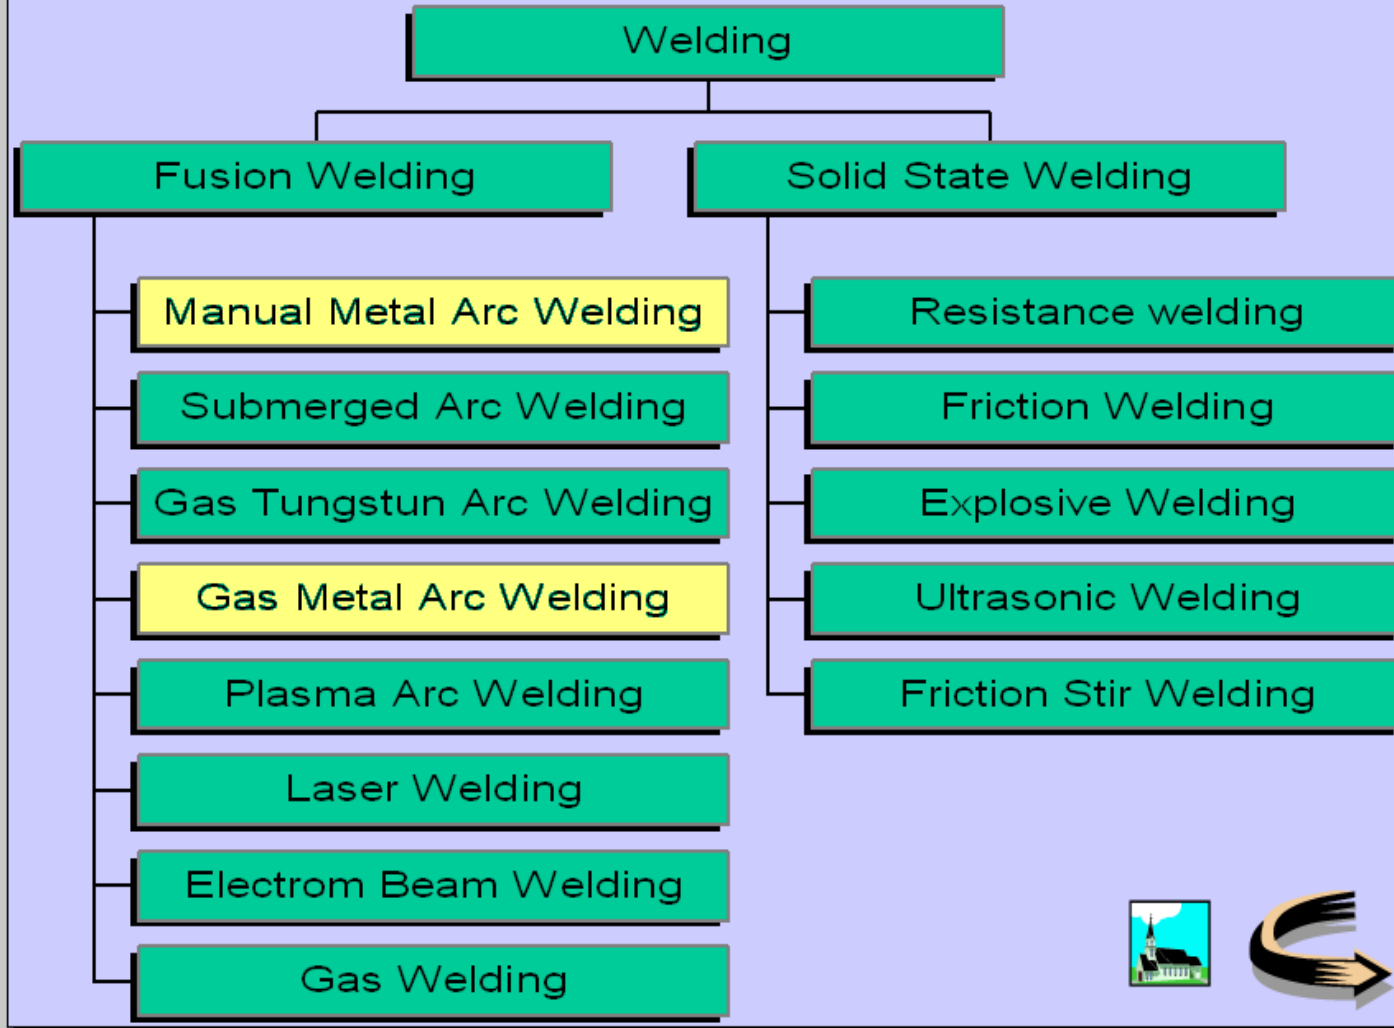 Welding
Fusion Welding
Manual Metal Arc Welding
Submerged Arc Welding
Gas Tungstun Arc Welding
Gas Metal Arc Welding
Plasma Arc Welding
Laser Welding
Electrom Beam Welding
Gas Welding
Solid State Welding
Resistance welding
Friction Welding
Explosive Welding
Ultrasonic Welding
Friction Stir Welding